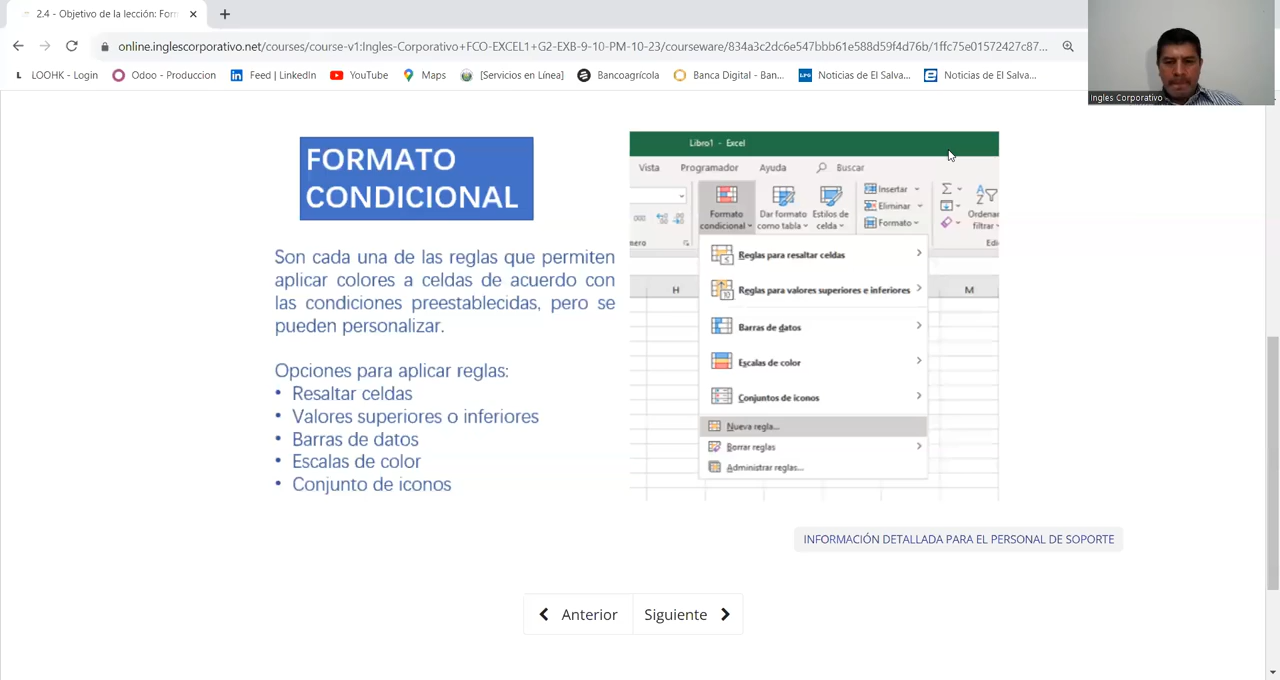 2.4 - Objetivo de la lección: Form
online.inglescorporativo.net/courses/course-v1:Ingles-Corporativo+FCO-EXCEL1+G2-EXB-9-10-PM-10-23/courseware/834a3c2dc6e547bbb61e588d59f4d76b/1ffc75e01572427c87...
LOOHK - Login
Odoo - Produccion
Feed | LinkedIn
YouTube
Maps
[Servicios en Línea]
Bancoagrícola
Banca Digital - Ban...
LPG
Noticias de El Salva...
Noticias de El Salva...
Ingles Corporativo
FORMATO
CONDICIONAL
Son cada una de las reglas que permiten
aplicar colores a celdas de acuerdo con
las condiciones preestablecidas, pero se
pueden personalizar.
Opciones para aplicar reglas:
• Resaltar celdas
• Valores superiores o inferiores
• Barras de datos
• Escalas de color
• Conjunto de iconos
Libro1 - Excel
Vista Programador Ayuda Buscar
000
Formato
condicional
Dar formato
como tabla
Estilos de
celda
Insertar
Eliminar
Formato
Ordenar
filtrar
mero
Edi
H
M
Reglas para resaltar celdas
Reglas para valores superiores e inferiores
Barras de datos
Escalas de color
Conjuntos de iconos
Nueva regla...
Borrar reglas
Administrar reglas...
INFORMACIÓN DETALLADA PARA EL PERSONAL DE SOPORTE
Anterior
Siguiente